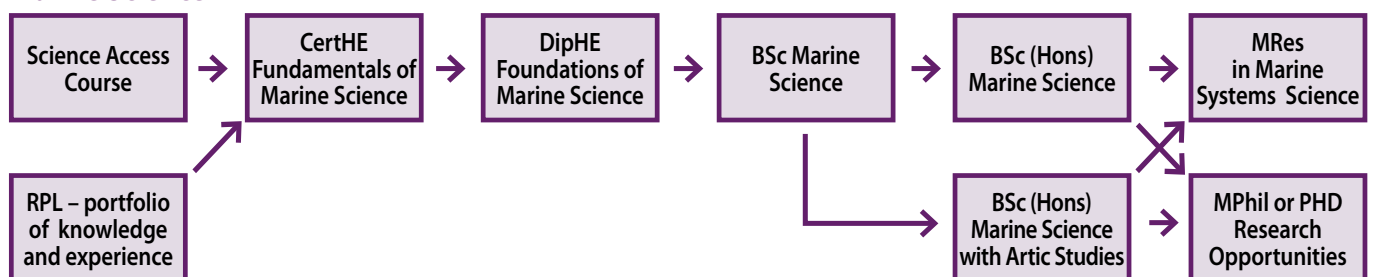 Science Access
Course
CertHE
Fundamentals of
Marine Science
DipHE
Foundations of
Marine Science
BSc Marine
Science
BSc (Hons)
Marine Science
MRes
in Marine
Systems Science
RPL – portfolio
of knowledge
and experience
BSc (Hons)
Marine Science
with Artic Studies
MPhil or PHD
Research
Opportunities